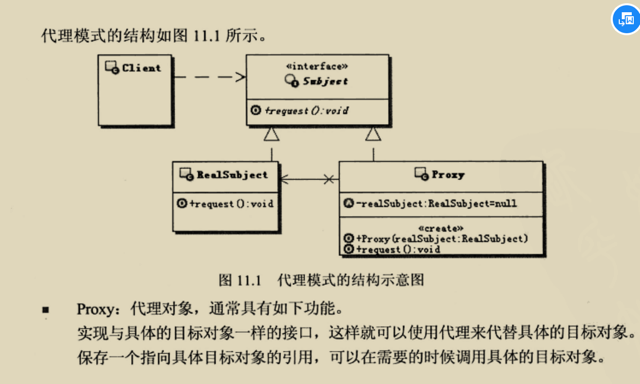 代理模式的结构如图 11.1 所示。
Client
«interface»
Subject
+request():void
RealSubject
+request():void
Proxy
-realSubject:RealSubject=null
«create»
+Proxy(realSubject:RealSubject)
+request():void
图 11.1 代理模式的结构示意图
■ Proxy：代理对象，通常具有如下功能。
实现与具体的目标对象一样的接口，这样就可以使用代理来代替具体的目标对象。
保存一个指向具体目标对象的引用，可以在需要的时候调用具体的目标对象。